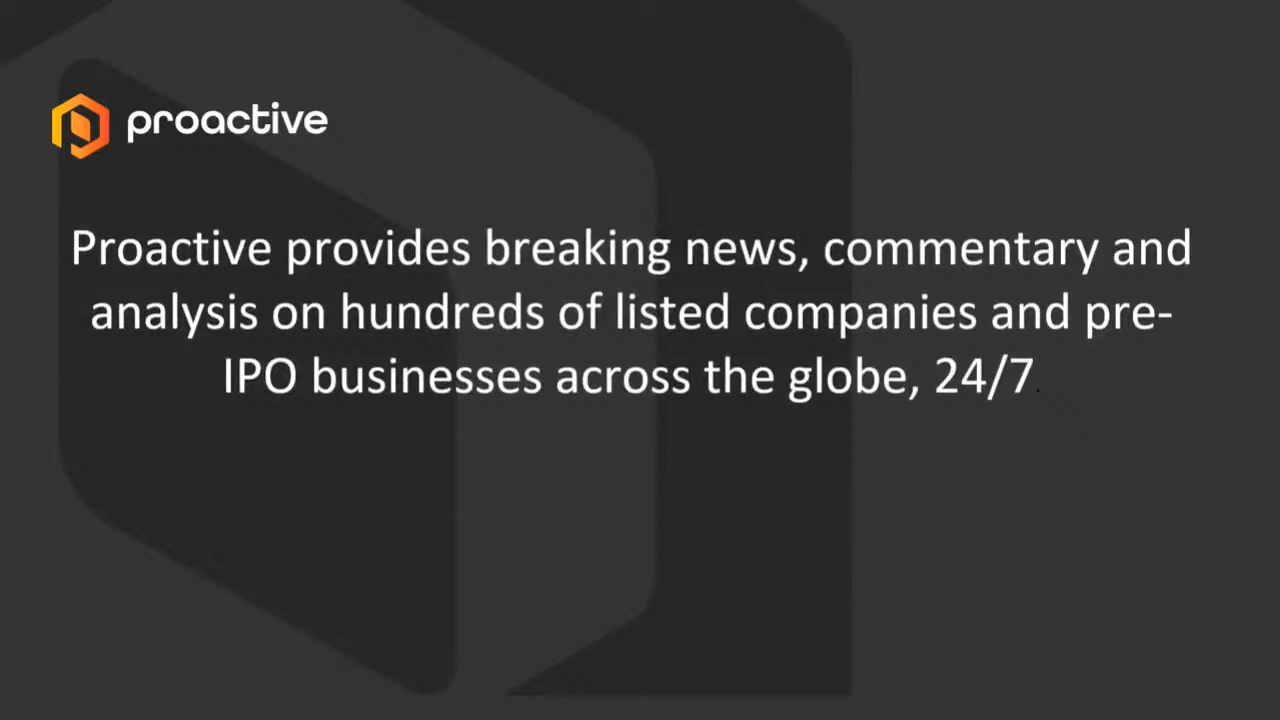 proactive
Proactive provides breaking news, commentary and
analysis on hundreds of listed companies and pre-
IPO businesses across the globe, 24/7.